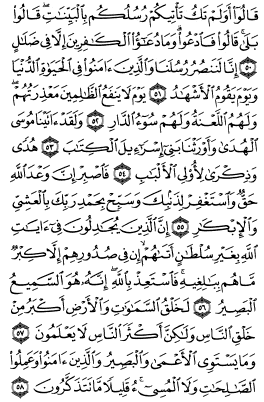 قَالُوٓا۟ أَوَلَمْ تَكُ تَأْتِيكُمْ رُسُلُكُم بِٱلْبَيِّنَـٰتِ ۖ قَالُوا۟
بَلَىٰ ۚ قَالُوا۟ فَٱدْعُوا۟ ۗ وَمَا دُعَـٰٓؤُا۟ ٱلْكَـٰفِرِينَ إِلَّا فِى ضَلَـٰلٍ
﴿٥٠﴾ إِنَّا لَنَنصُرُ رُسُلَنَا وَٱلَّذِينَ ءَامَنُوا۟ فِى ٱلْحَيَوٰةِ ٱلدُّنْيَا
وَيَوْمَ يَقُومُ ٱلْأَشْهَـٰدُ ﴿٥١﴾ يَوْمَ لَا يَنفَعُ ٱلظَّـٰلِمِينَ مَعْذِرَتُهُمْ ۖ
وَلَهُمُ ٱللَّعْنَةُ وَلَهُمْ سُوٓءُ ٱلدَّارِ ﴿٥٢﴾ وَلَقَدْ ءَاتَيْنَا مُوسَى
ٱلْهُدَىٰ وَأَوْرَثْنَا بَنِىٓ إِسْرَٰٓءِيلَ ٱلْكِتَـٰبَ ﴿٥٣﴾ هُدًى
وَذِكْرَىٰ لِأُو۟لِى ٱلْأَلْبَـٰبِ ﴿٥٤﴾ فَٱصْبِرْ إِنَّ وَعْدَ ٱللَّهِ
حَقٌّ وَٱسْتَغْفِرْ لِذَنۢبِكَ وَسَبِّحْ بِحَمْدِ رَبِّكَ بِٱلْعَشِىِّ
وَٱلْإِبْكَـٰرِ ﴿٥٥﴾ إِنَّ ٱلَّذِينَ يُجَـٰدِلُونَ فِىٓ ءَايَـٰتِ
ٱللَّهِ بِغَيْرِ سُلْطَـٰنٍ أَتَىٰهُمْ ۙ إِن فِى صُدُورِهِمْ إِلَّا كِبْرٌ
مَّا هُم بِبَـٰلِغِيهِ ۚ فَٱسْتَعِذْ بِٱللَّهِ ۖ إِنَّهُۥ هُوَ ٱلسَّمِيعُ
ٱلْبَصِيرُ ﴿٥٦﴾ لَخَلْقُ ٱلسَّمَـٰوَٰتِ وَٱلْأَرْضِ أَكْبَرُ مِنْ
خَلْقِ ٱلنَّاسِ وَلَـٰكِنَّ أَكْثَرَ ٱلنَّاسِ لَا يَعْلَمُونَ ﴿٥٧﴾
وَمَا يَسْتَوِى ٱلْأَعْمَىٰ وَٱلْبَصِيرُ وَٱلَّذِينَ ءَامَنُوا۟ وَعَمِلُوا۟
ٱلصَّـٰلِحَـٰتِ وَلَا ٱلْمُسِىٓءُ ۚ قَلِيلًا مَّا تَتَذَكَّرُونَ ﴿٥٨﴾